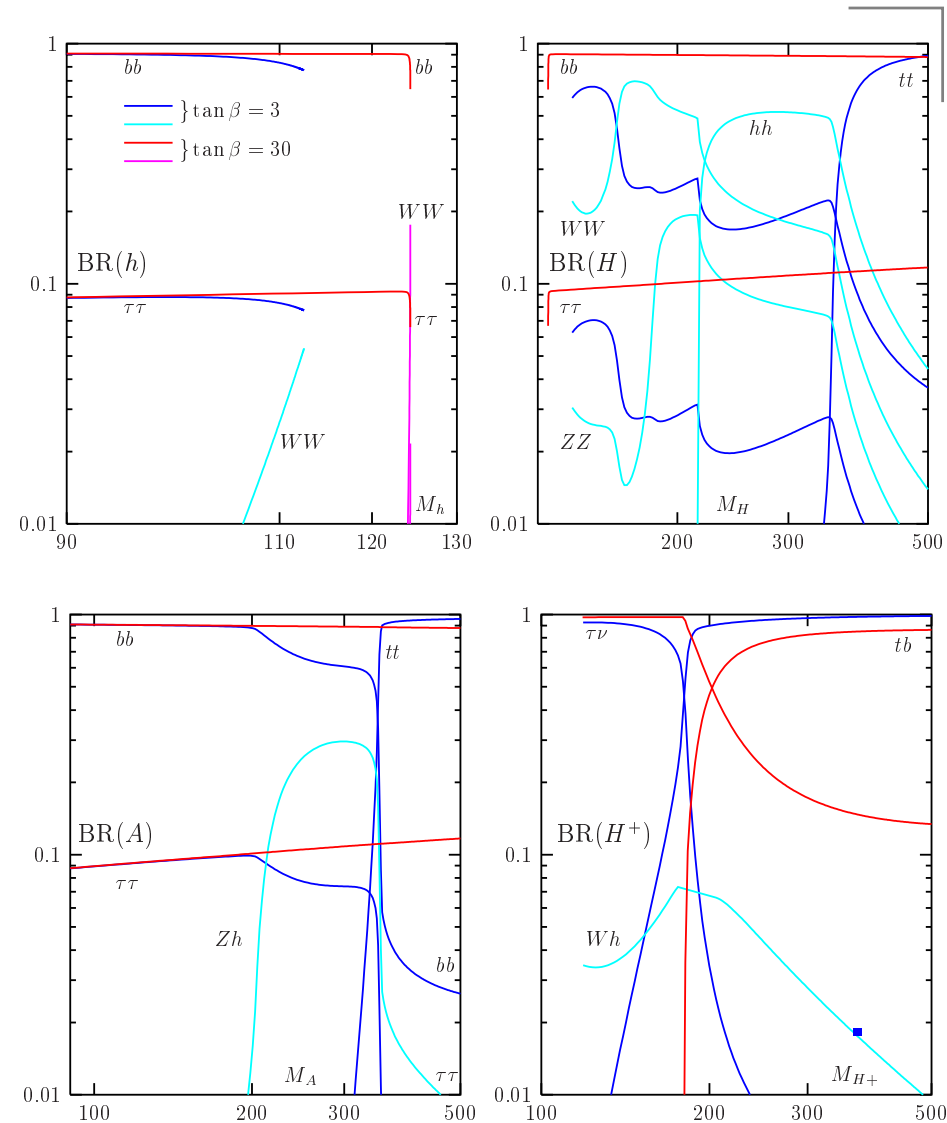 1
bb
bb
} tan β = 3
} tan β = 30
WW
BR(h)
0.1
ττ
ττ
WW
M_h
0.01
90
110
120
130
1
bb
tt
hh
WW
BR(H)
0.1
ττ
ZZ
M_H
0.01
200
300
500
1
bb
tt
BR(A)
0.1
ττ
Zh
bb
M_A
ττ
0.01
100
200
300
500
1
τν
tb
BR(H⁺)
0.1
Wh
M_H+
0.01
100
200
300
500